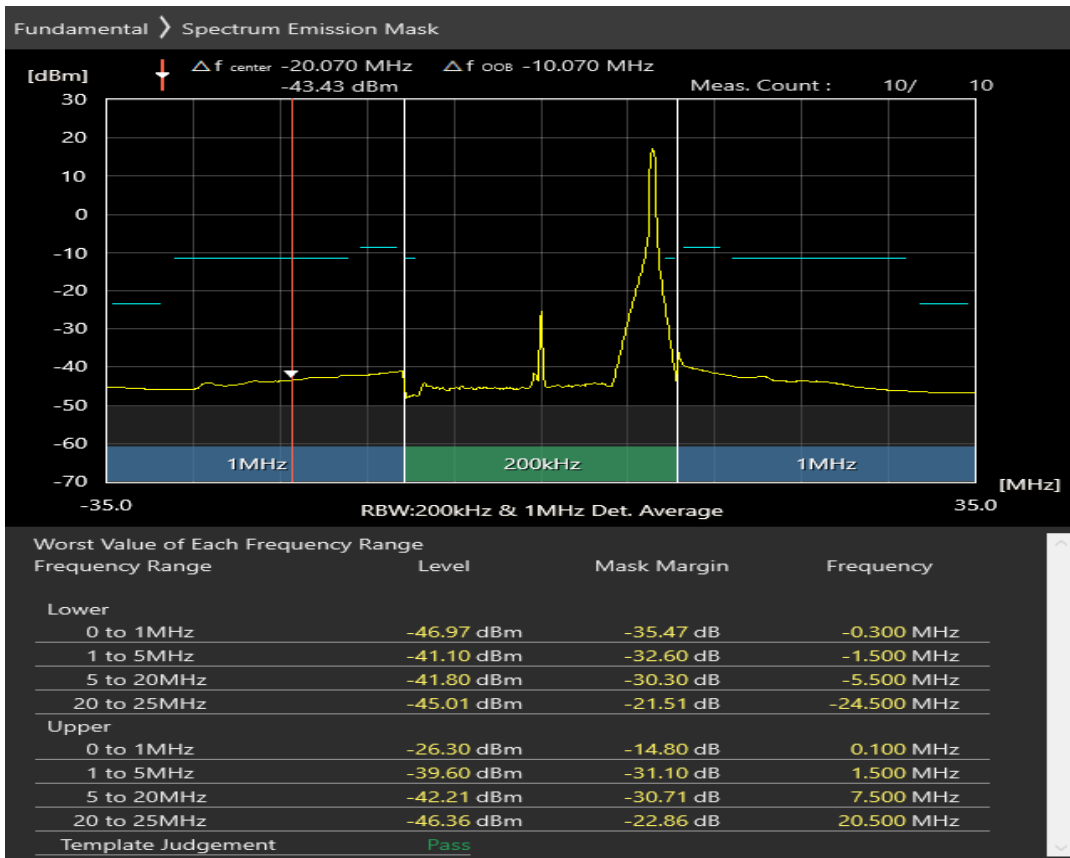 Fundamental ❭ Spectrum Emission Mask
[dBm]
△f center -20.070 MHz △f OOB -10.070 MHz
-43.43 dBm
Meas. Count : 10/ 10
30
20
10
0
-10
-20
-30
-40
-50
-60
-70
1MHz 200kHz 1MHz
[MHz]
-35.0 RBW:200kHz & 1MHz Det. Average 35.0
Worst Value of Each Frequency Range
Frequency Range Level Mask Margin Frequency
Lower
0 to 1MHz -46.97 dBm -35.47 dB -0.300 MHz
1 to 5MHz -41.10 dBm -32.60 dB -1.500 MHz
5 to 20MHz -41.80 dBm -30.30 dB -5.500 MHz
20 to 25MHz -45.01 dBm -21.51 dB -24.500 MHz
Upper
0 to 1MHz -26.30 dBm -14.80 dB 0.100 MHz
1 to 5MHz -39.60 dBm -31.10 dB 1.500 MHz
5 to 20MHz -42.21 dBm -30.71 dB 7.500 MHz
20 to 25MHz -46.36 dBm -22.86 dB 20.500 MHz
Template Judgement Pass